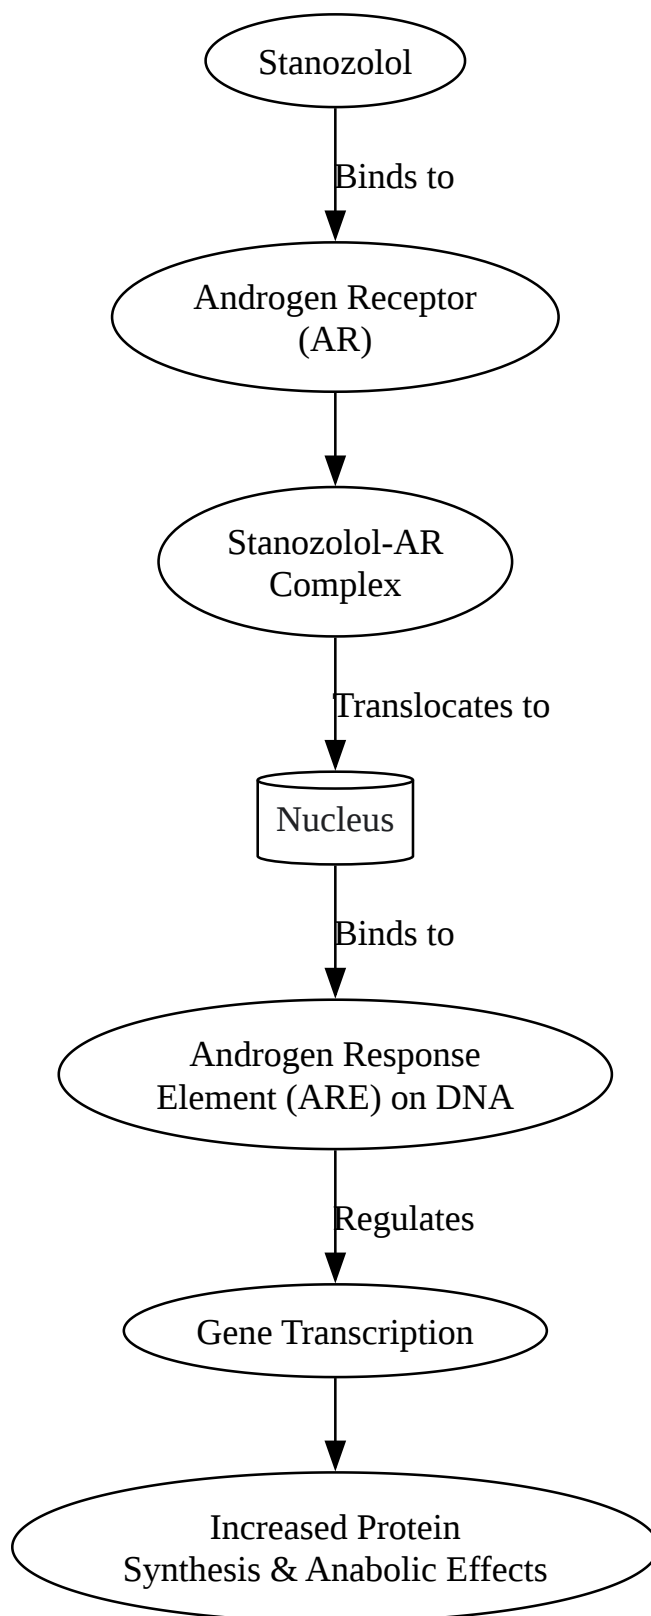 Stanozolol
Binds to
Androgen Receptor
(AR)
Stanozolol-AR
Complex
Translocates to
Nucleus
Binds to
Androgen Response
Element (ARE) on DNA
Regulates
Gene Transcription
Increased Protein
Synthesis & Anabolic Effects